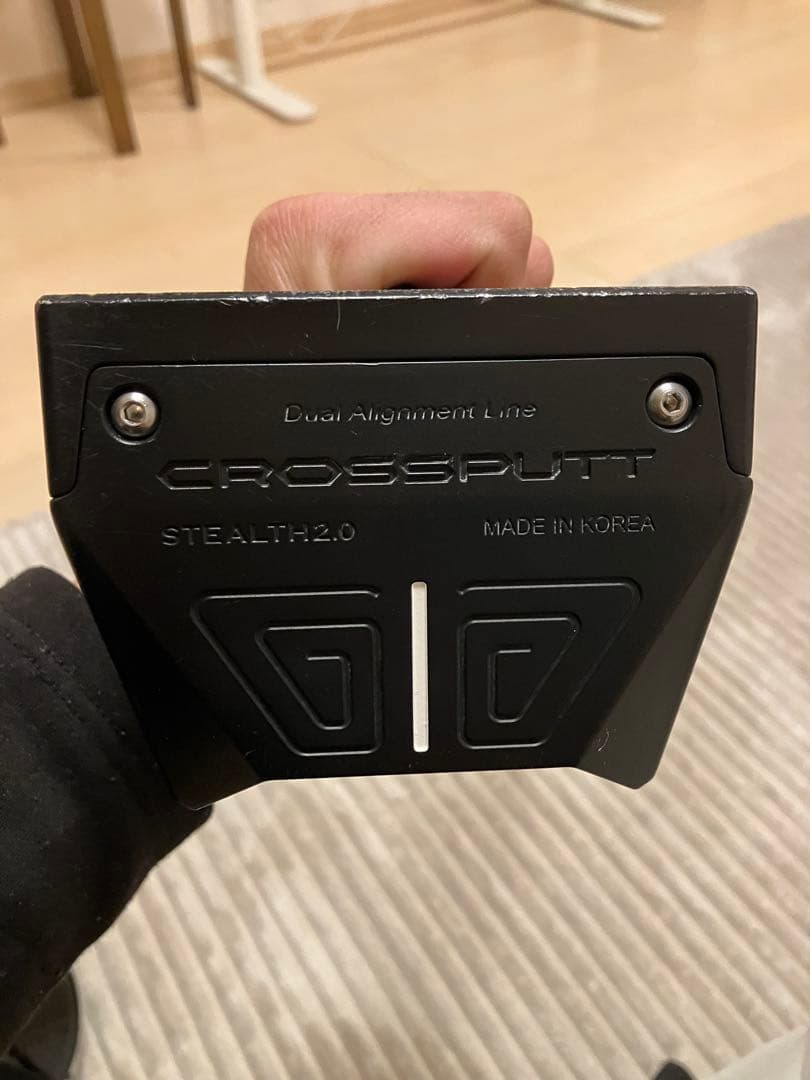 Dual Alignment Line
CROSSPUTT
STEALTH2.0 MADE IN KOREA